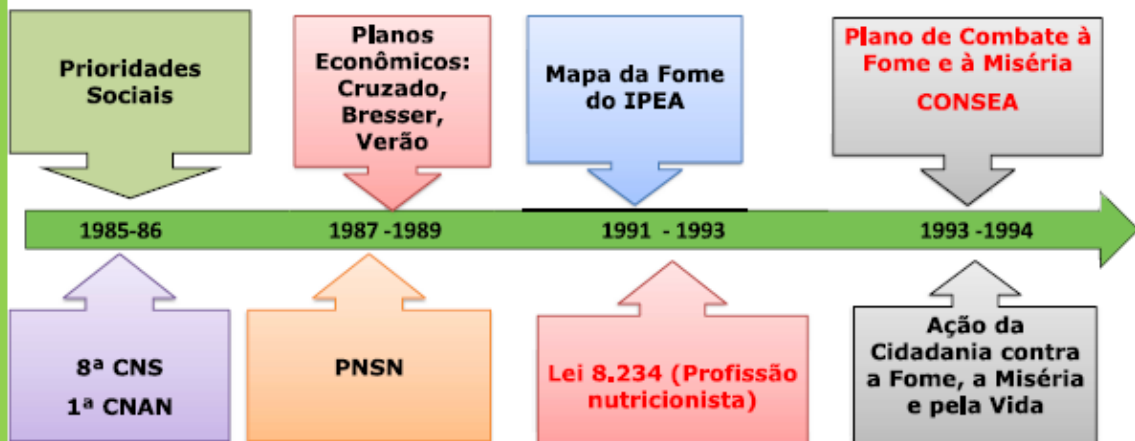 Prioridades
Sociais
Planos
Econômicos:
Cruzado,
Bresser,
Verão
Mapa da Fome
do IPEA
Plano de Combate à
Fome e à Miséria
CONSEA
1985-86
1987 -1989
1991 - 1993
1993 -1994
8ª CNS
1ª CNAN
PNSN
Lei 8.234 (Profissão
nutricionista)
Ação da
Cidadania contra
a Fome, a Miséria
e pela Vida